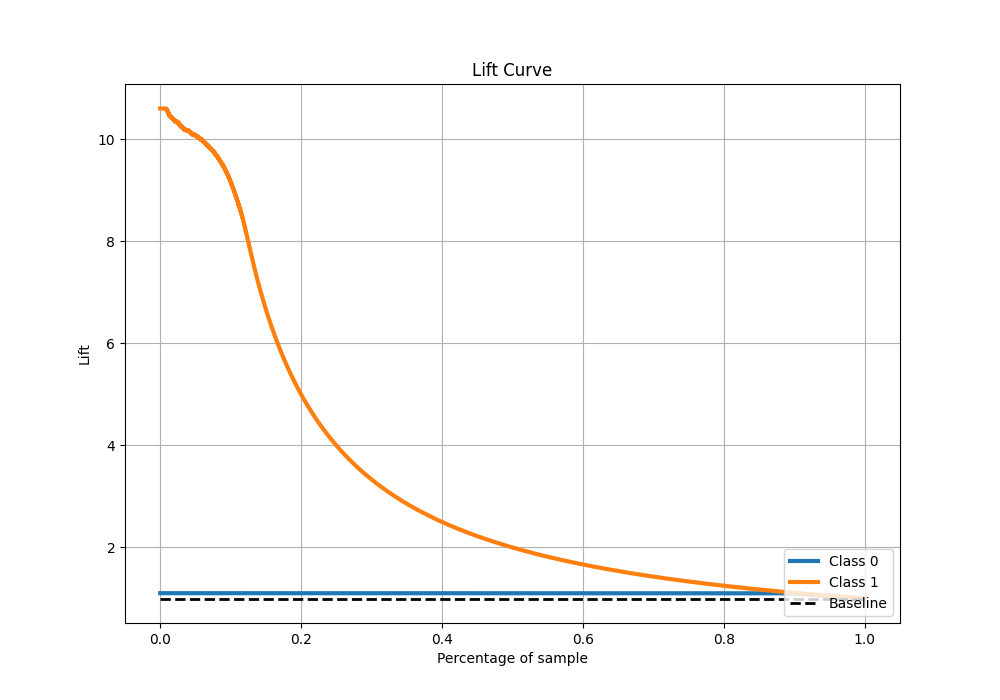 Lift Curve
Lift
10
8
6
4
2
0.0 0.2 0.4 0.6 0.8 1.0
Percentage of sample
Class 0
Class 1
Baseline